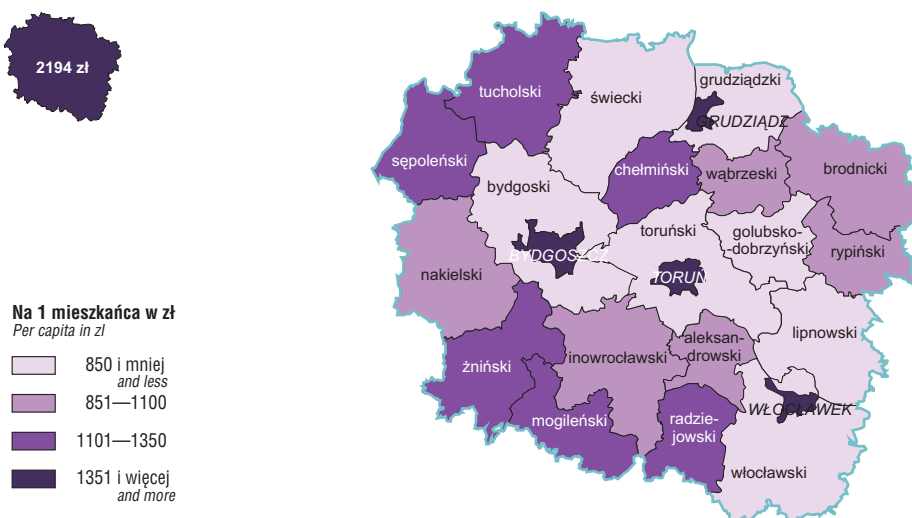 2194 zł
tucholski
świecki
grudziądzki
GRUDZIĄDZ
sępoleński
chełmiński
wąbrzeski
brodnicki
bydgoski
toruński
golubsko-
-dobrzyński
rypiński
BYDGOSZCZ
TORUŃ
nakielski
lipnowski
żniński
inowrocławski
aleksan-
drowski
mogileński
radzie-
jowski
WŁOCŁAWEK
włocławski
Na 1 mieszkańca w zł
Per capita in zl
850 i mniej
and less
851—1100
1101—1350
1351 i więcej
and more